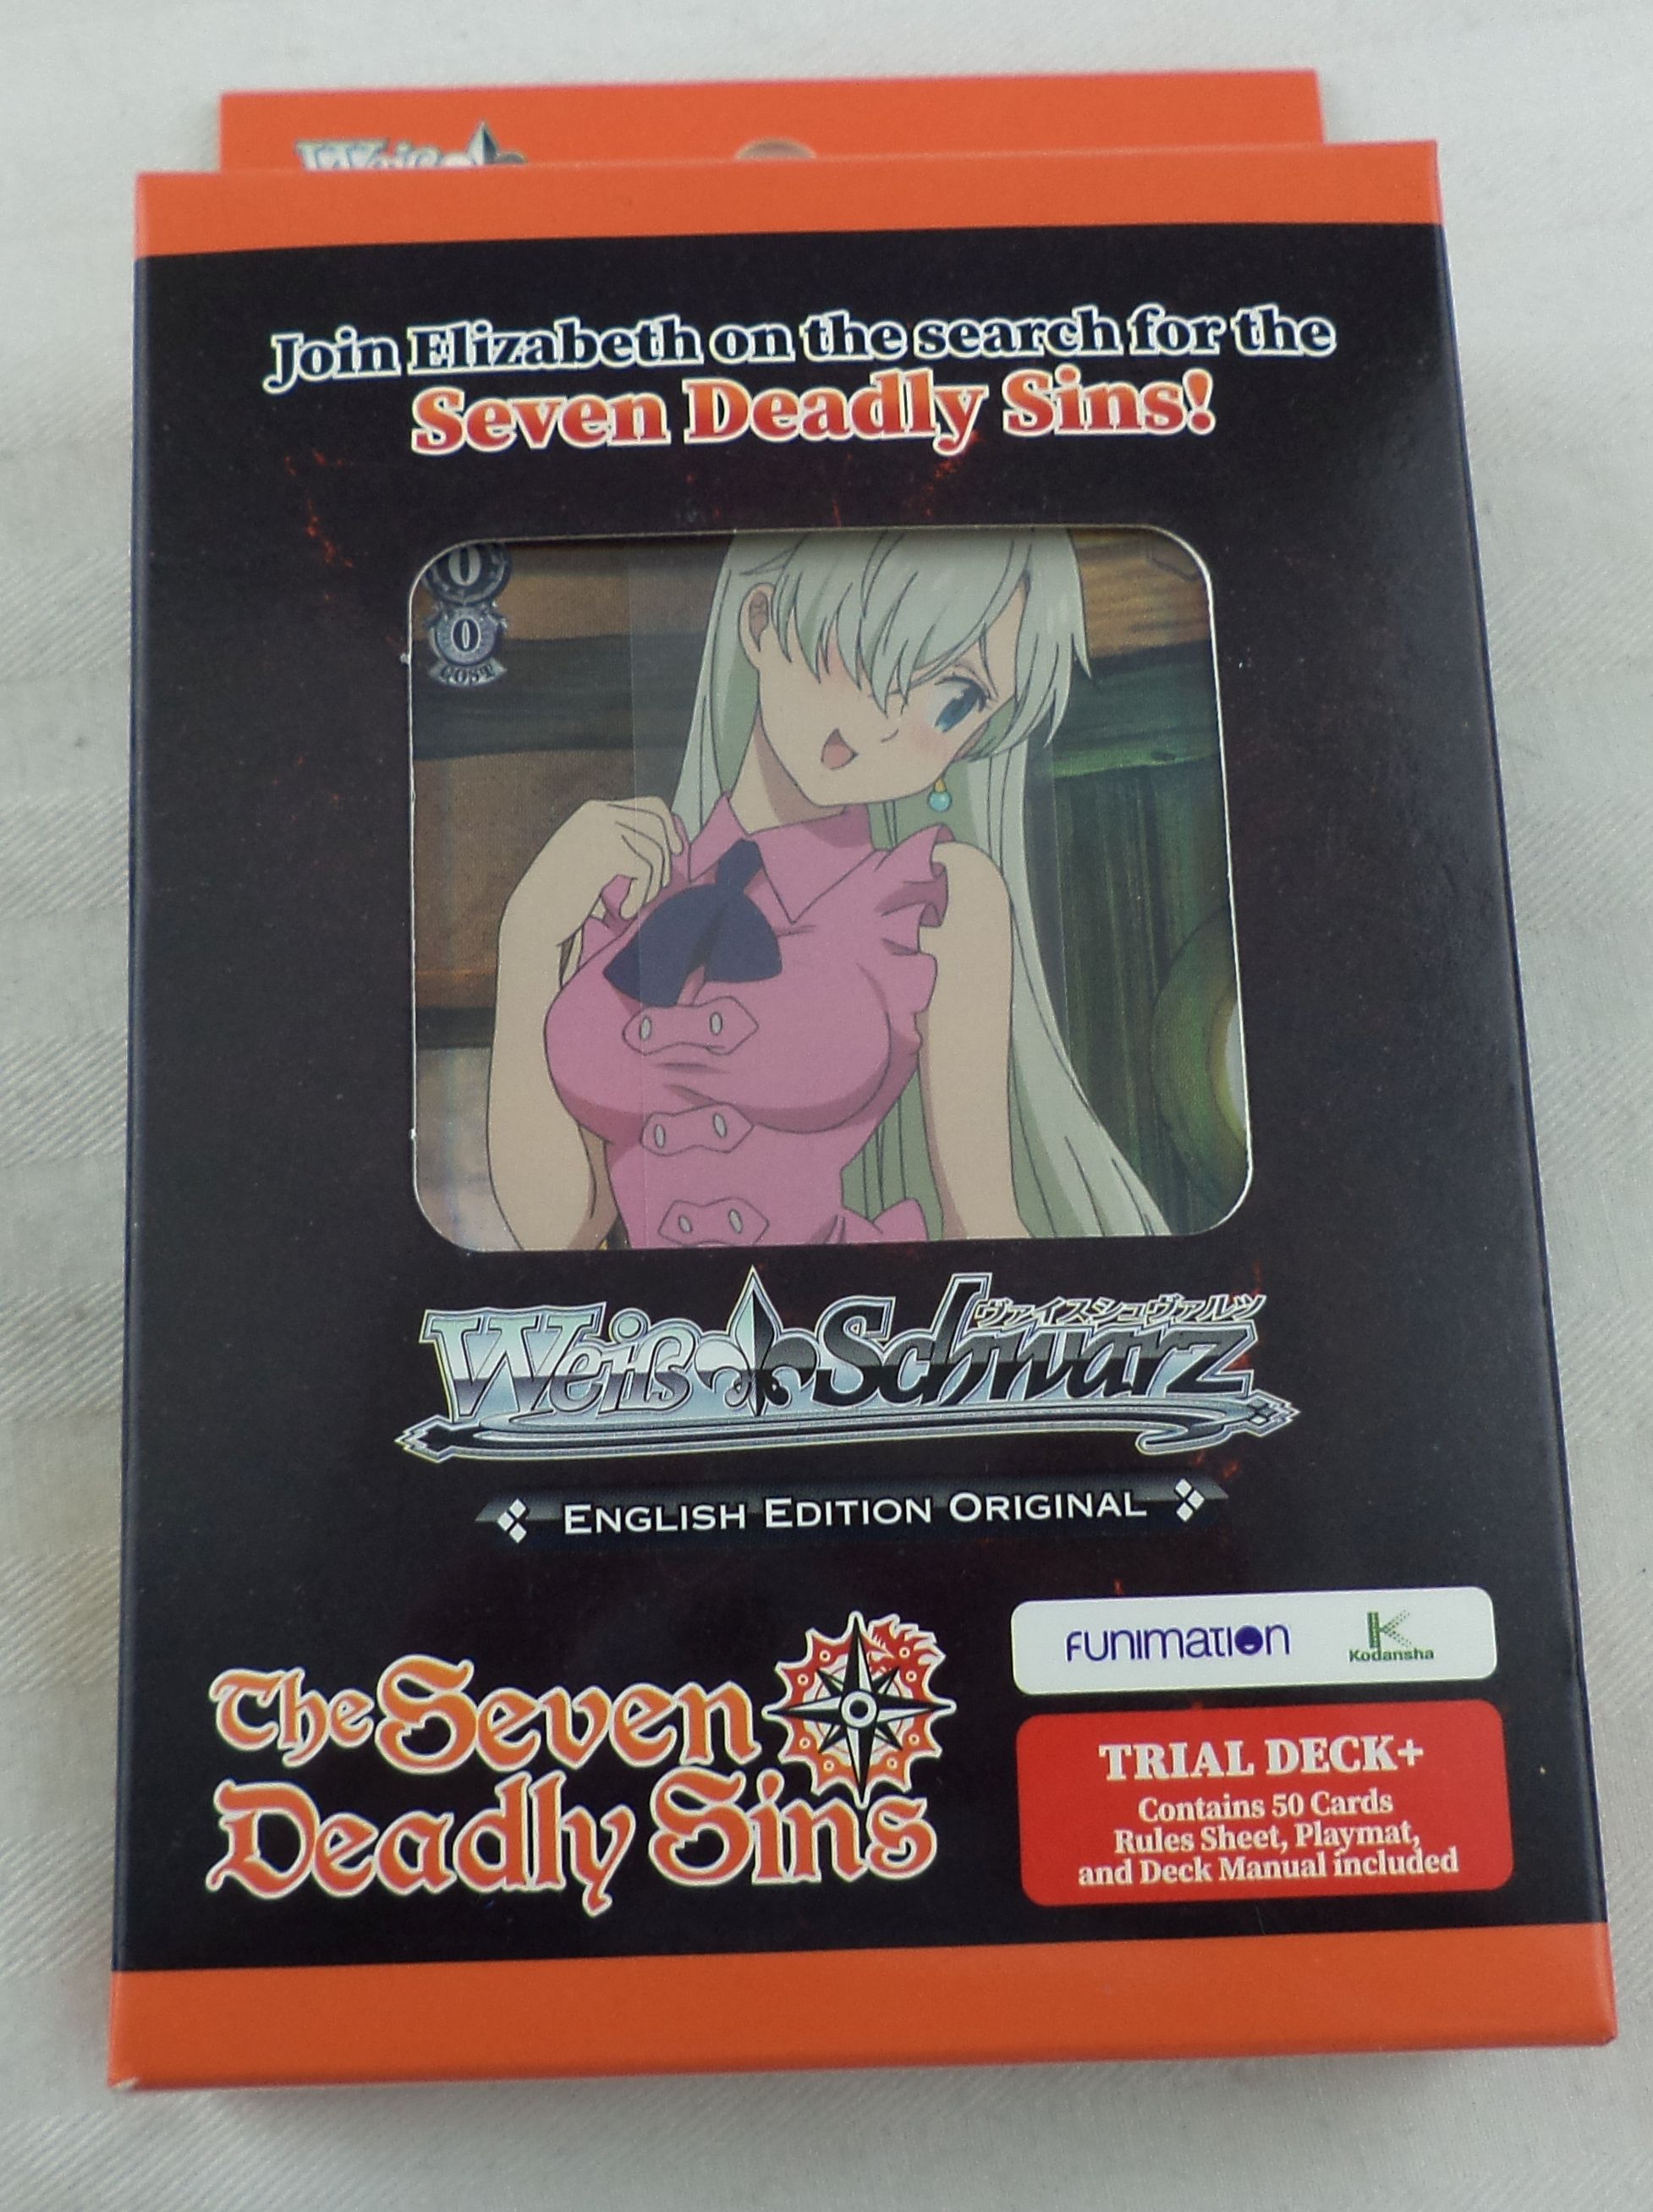 Weiß
Join Elizabeth on the search for the
Seven Deadly Sins!
0
0
COST
ヴァイスシュヴァルツ
Weiß Schwarz
ENGLISH EDITION ORIGINAL
FUNIMATION
Kodansha
The Seven
Deadly Sins
TRIAL DECK+
Contains 50 Cards
Rules Sheet, Playmat,
and Deck Manual included